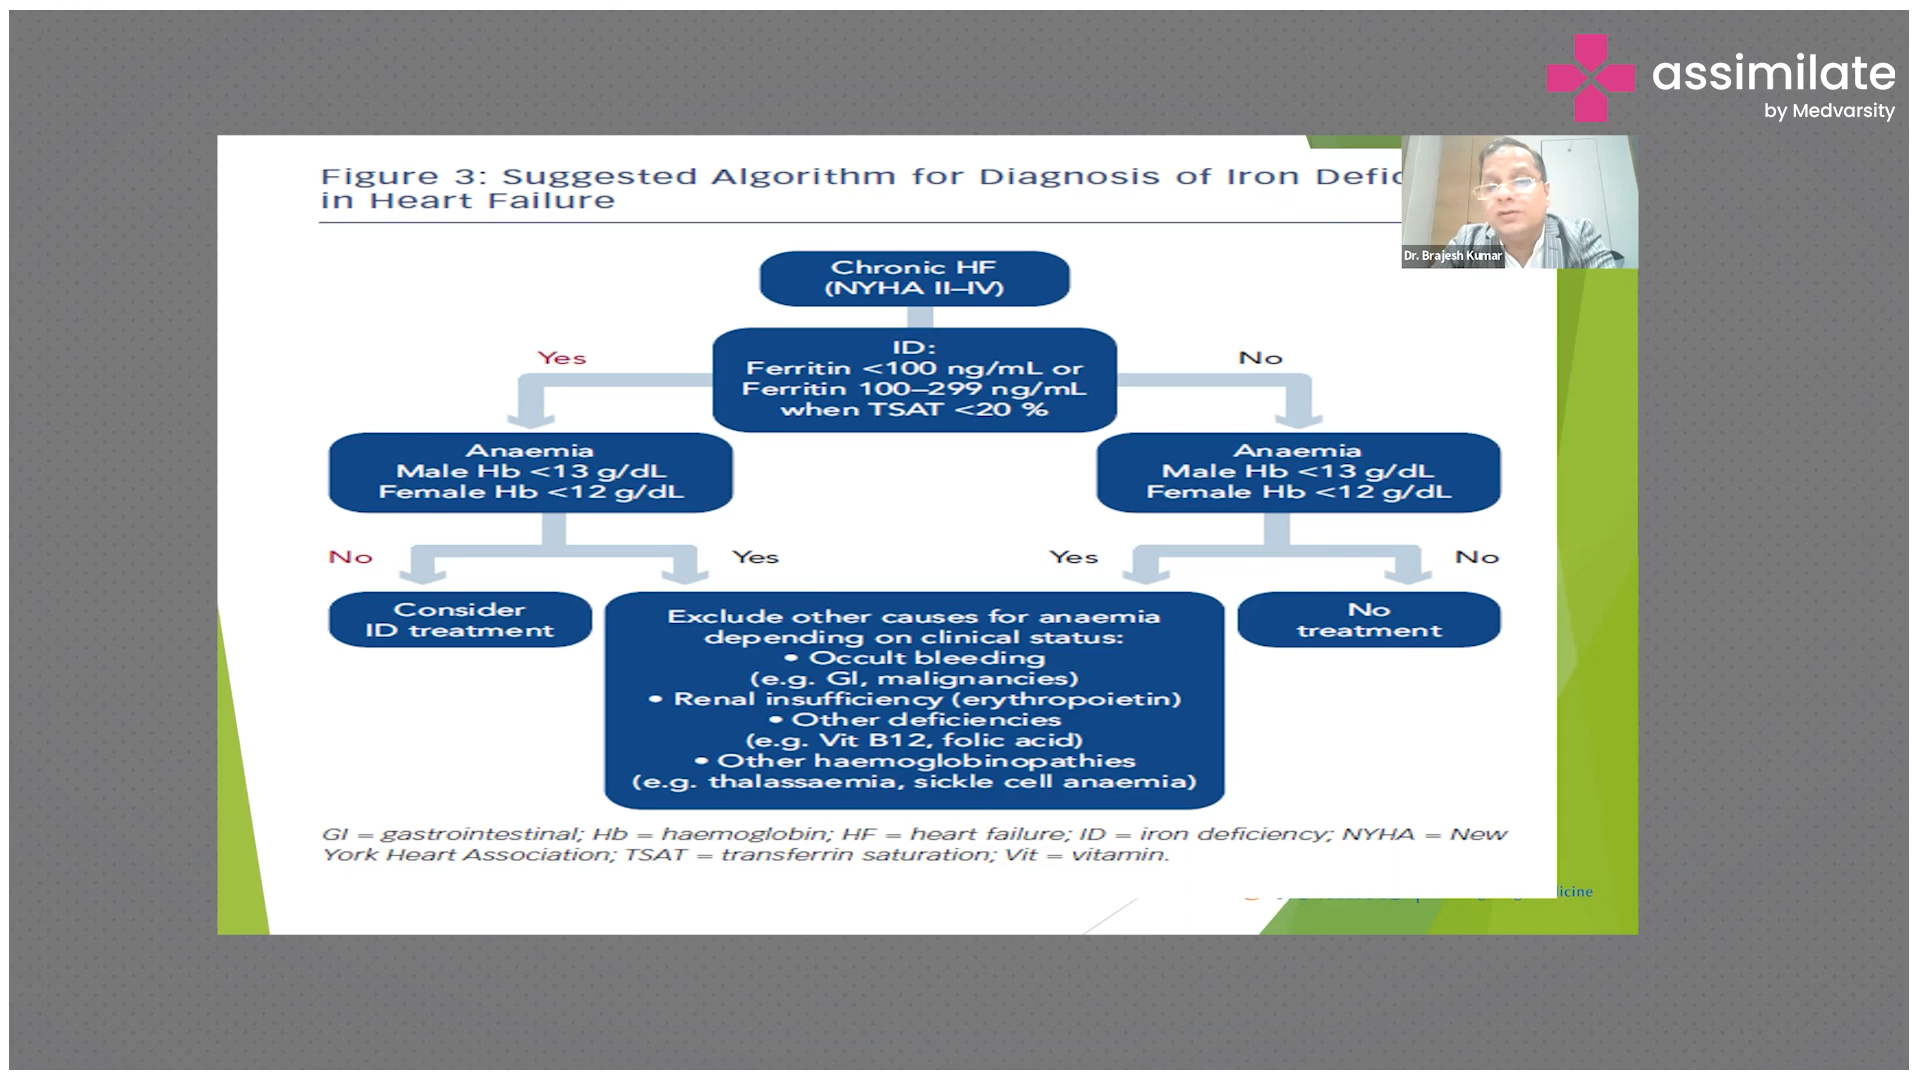 assimilate
by Medvarsity
Figure 3: Suggested Algorithm for Diagnosis of Iron
in Heart Failure
Dr. Brajesh Kumar
Chronic HF
(NYHA II–IV)
ID:
Ferritin <100 ng/mL or
Ferritin 100–299 ng/mL
when TSAT <20 %
Yes
No
Anaemia
Male Hb <13 g/dL
Female Hb <12 g/dL
Anaemia
Male Hb <13 g/dL
Female Hb <12 g/dL
No
Yes
Yes
No
Consider
ID treatment
Exclude other causes for anaemia
depending on clinical status:
• Occult bleeding
(e.g. GI, malignancies)
• Renal insufficiency (erythropoietin)
• Other deficiencies
(e.g. Vit B12, folic acid)
• Other haemoglobinopathies
(e.g. thalassaemia, sickle cell anaemia)
No
treatment
GI = gastrointestinal; Hb = haemoglobin; HF = heart failure; ID = iron deficiency; NYHA = New
York Heart Association; TSAT = transferrin saturation; Vit = vitamin.